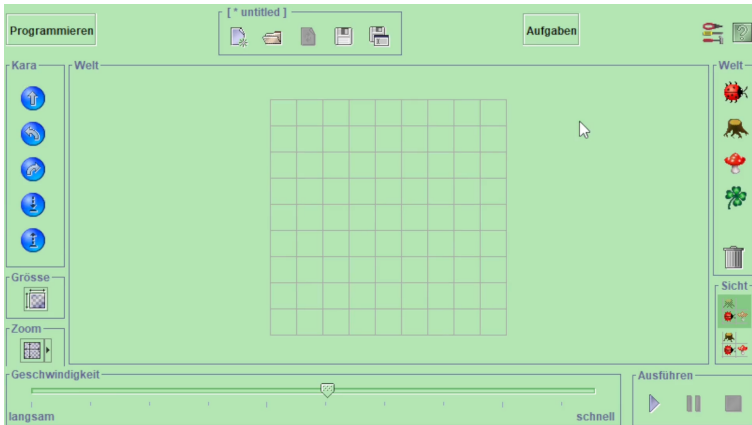 [ * untitled ]
Programmieren
Aufgaben
Kara
Welt
Welt
Grösse
Sicht
Zoom
Geschwindigkeit
Ausführen
langsam
schnell